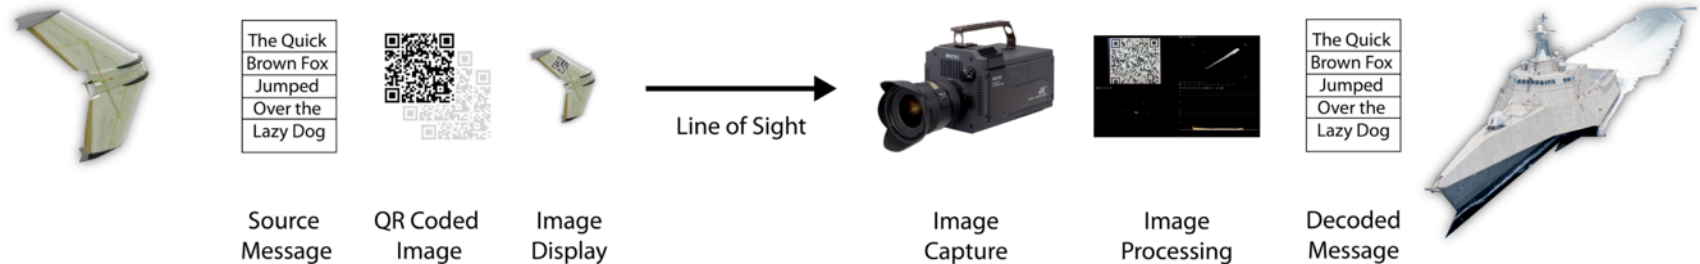 The Quick
Brown Fox
Jumped
Over the
Lazy Dog
Line of Sight
The Quick
Brown Fox
Jumped
Over the
Lazy Dog
Source
Message
QR Coded
Image
Image
Display
Image
Capture
Image
Processing
Decoded
Message